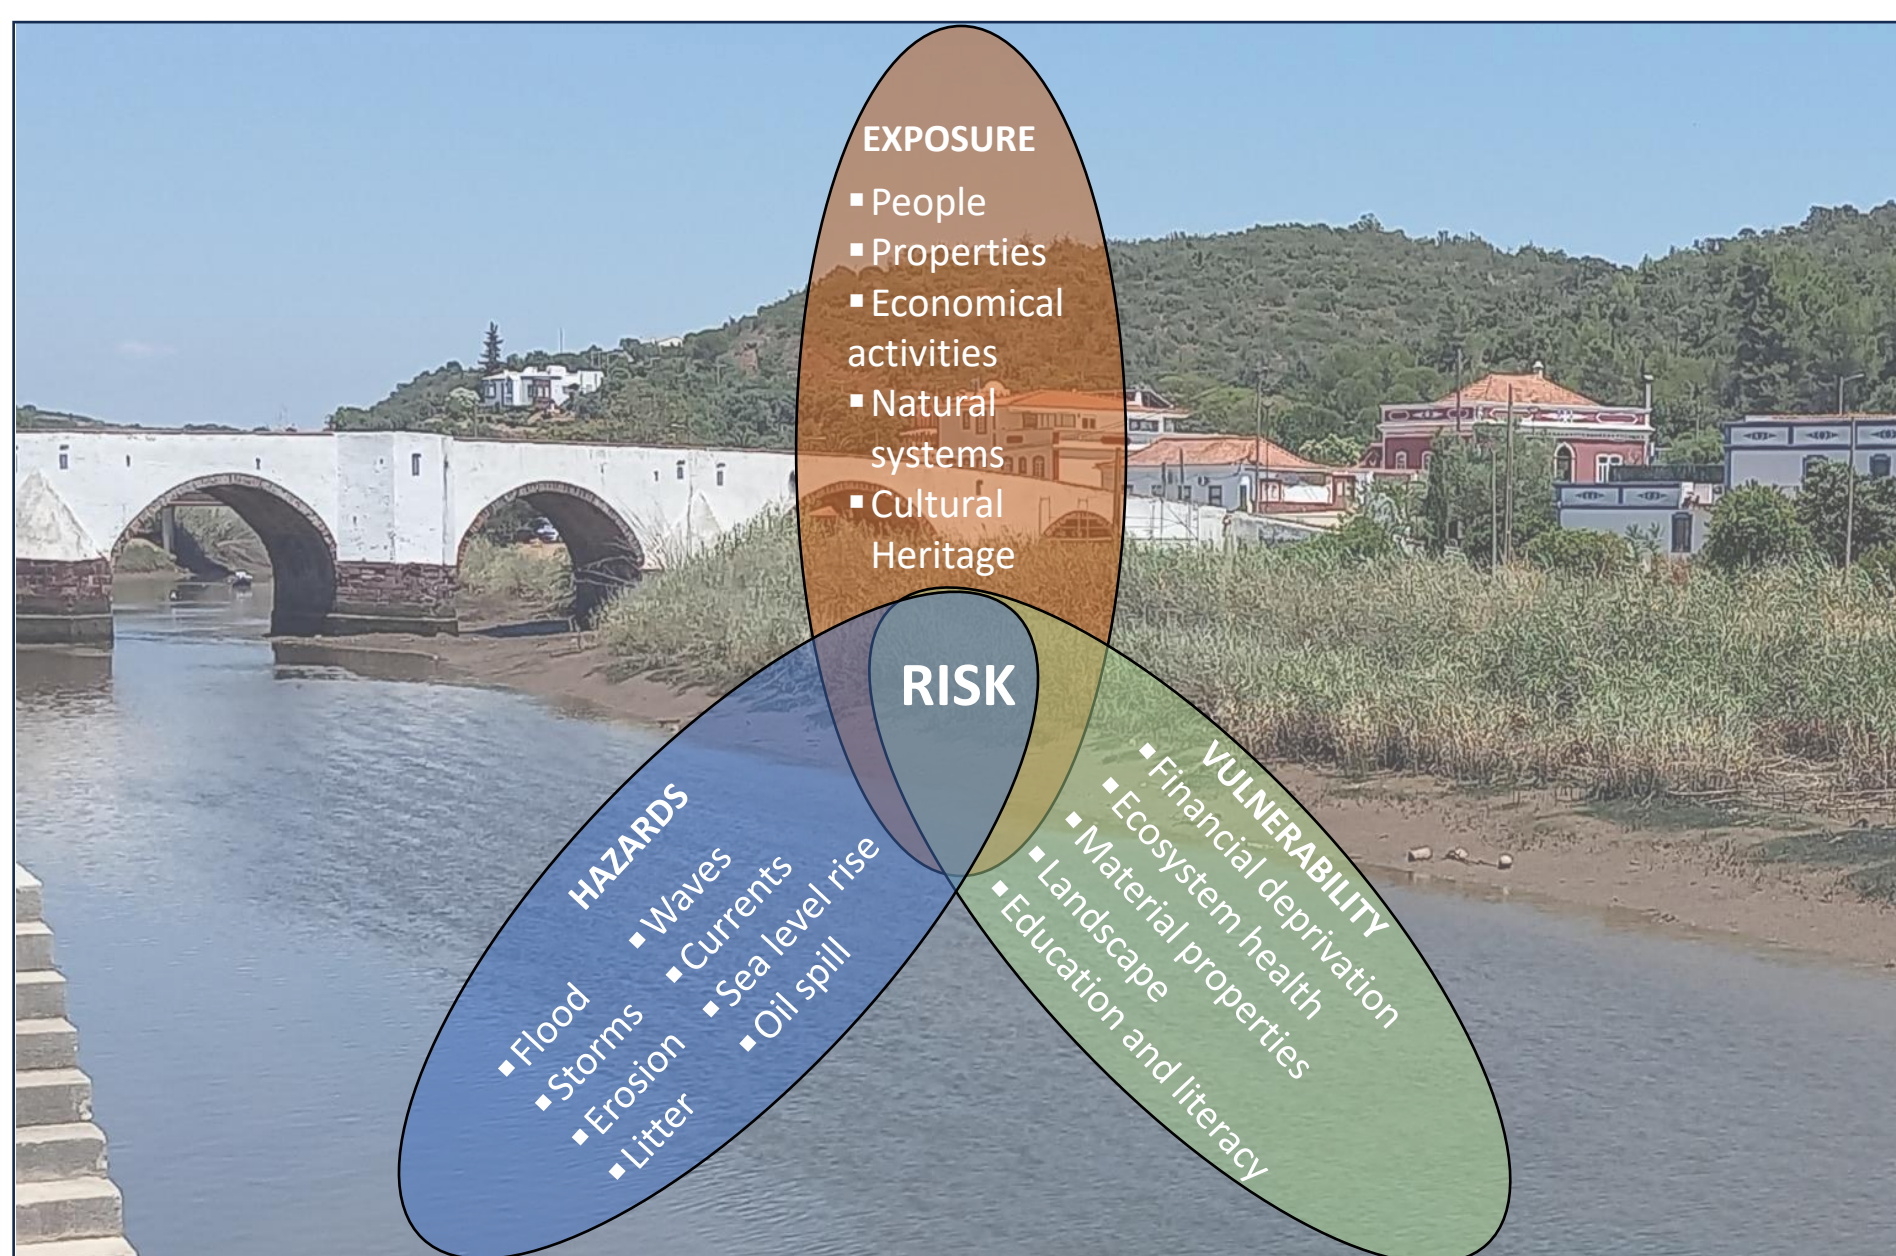 EXPOSURE
▪ People
▪ Properties
▪ Economical
activities
▪ Natural
systems
▪ Cultural
Heritage
RISK
HAZARDS
▪ Flood
▪ Storms
▪ Erosion
▪ Litter
▪ Waves
▪ Currents
▪ Sea level rise
▪ Oil spill
VULNERABILITY
▪ Financial deprivation
▪ Ecosystem health
▪ Material properties
▪ Landscape
▪ Education and literacy